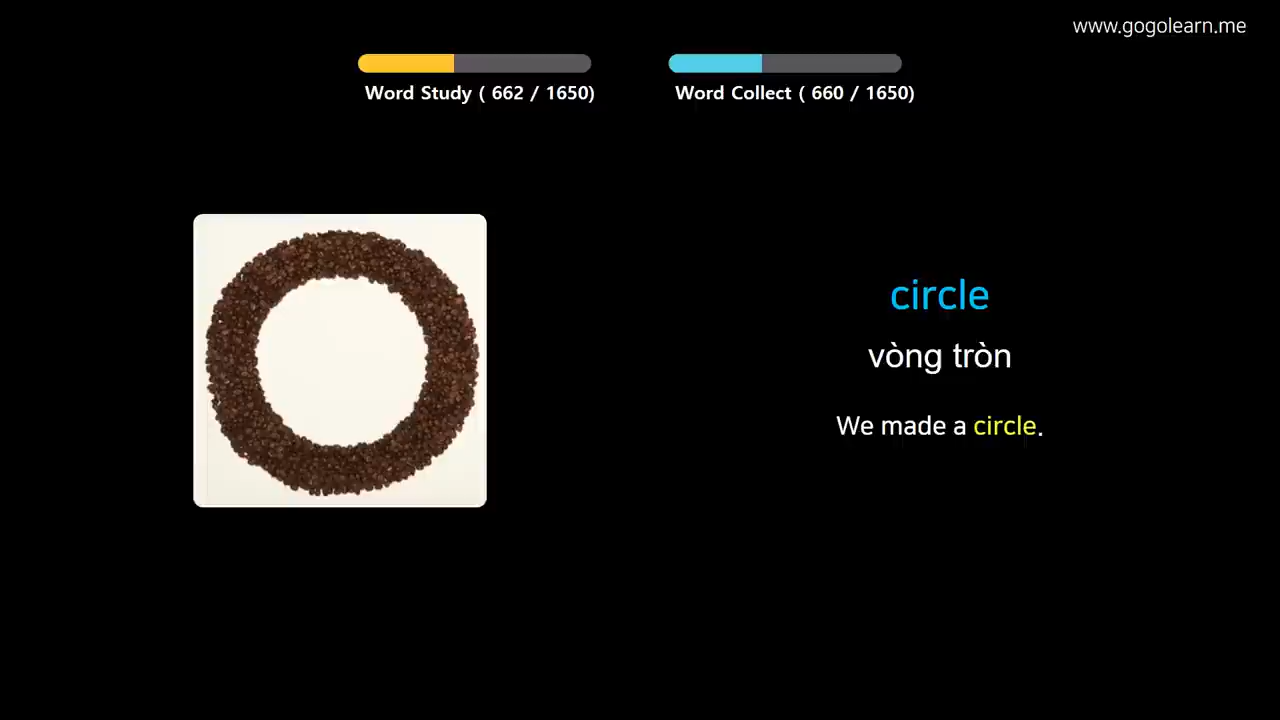 www.gogolearn.me
Word Study ( 662 / 1650)
Word Collect ( 660 / 1650)
circle
vòng tròn
We made a circle.